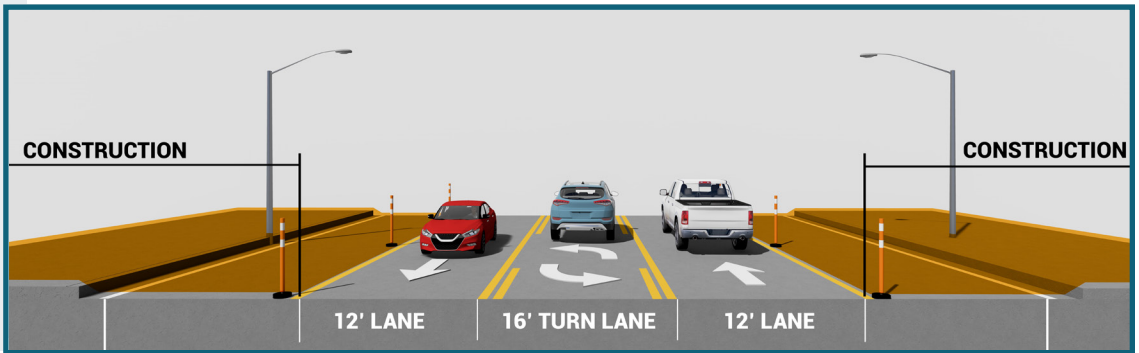 CONSTRUCTION
CONSTRUCTION
12' LANE
16' TURN LANE
12' LANE